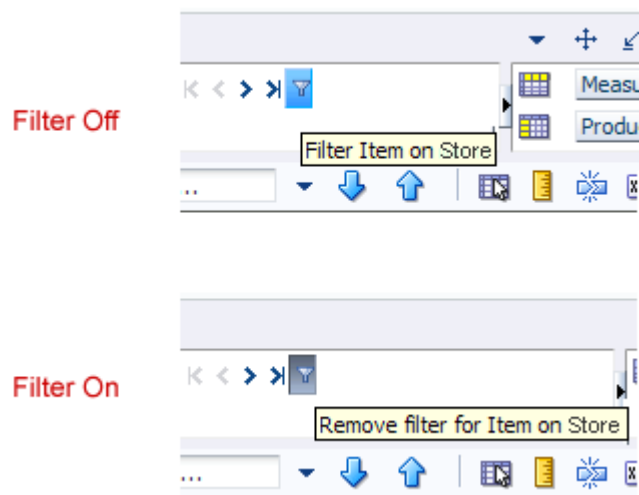 Measu
Filter Off
Produ
Filter Item on Store
...
Filter On
Remove filter for Item on Store
...